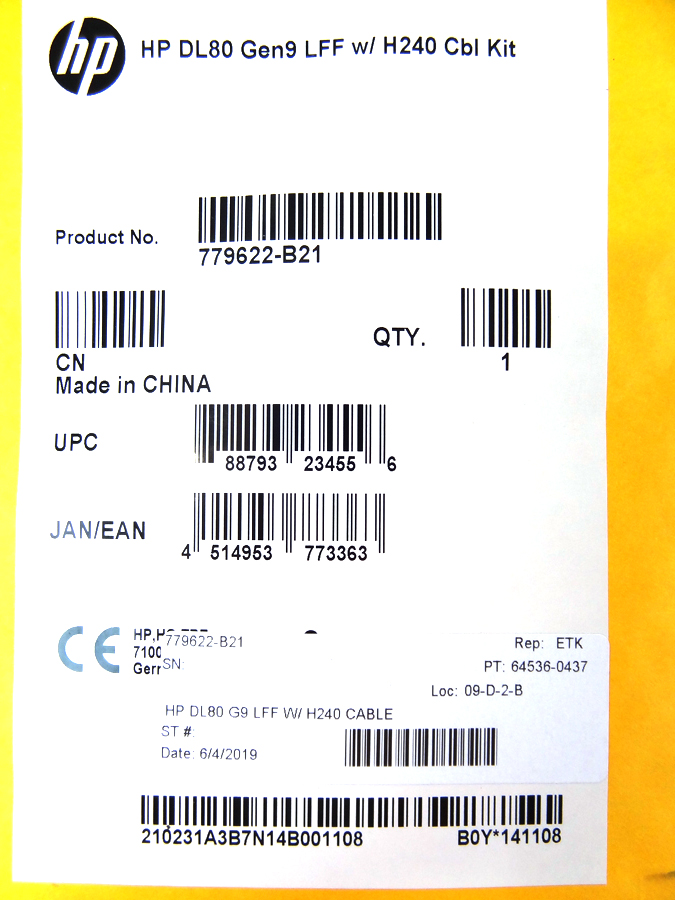 hp
HP DL80 Gen9 LFF w/ H240 Cbl Kit
Product No.
779622-B21
CN
Made in CHINA
QTY.
1
UPC
88793 23455 6
JAN/EAN
4 514953 773363
CE
HP,
7100
779622-B21
SN:
Rep: ETK
PT: 64536-0437
Loc: 09-D-2-B
HP DL80 G9 LFF W/ H240 CABLE
ST #:
Date: 6/4/2019
210231A3B7N14B001108
B0Y*141108